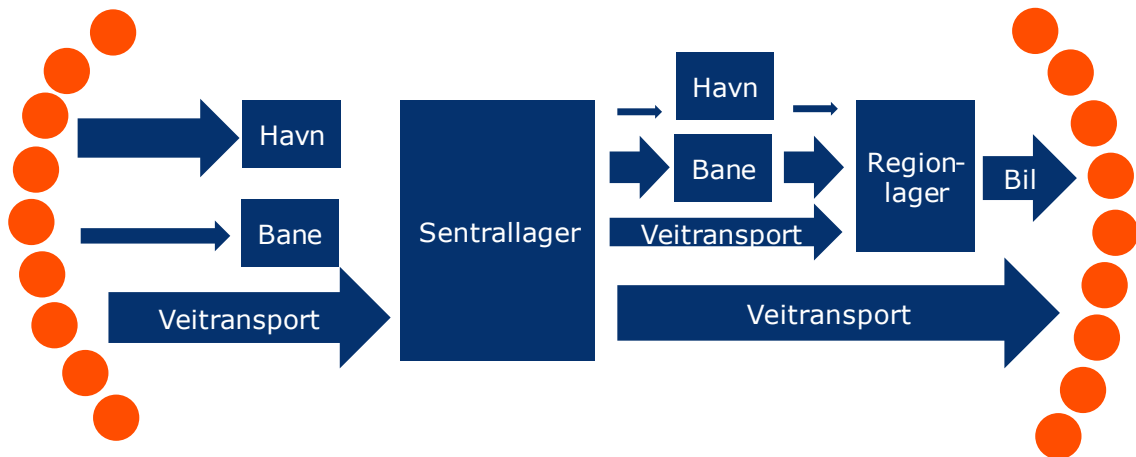 Havn
Bane
Veitransport
Sentrallager
Havn
Bane
Veitransport
Region-
lager
Bil
Veitransport